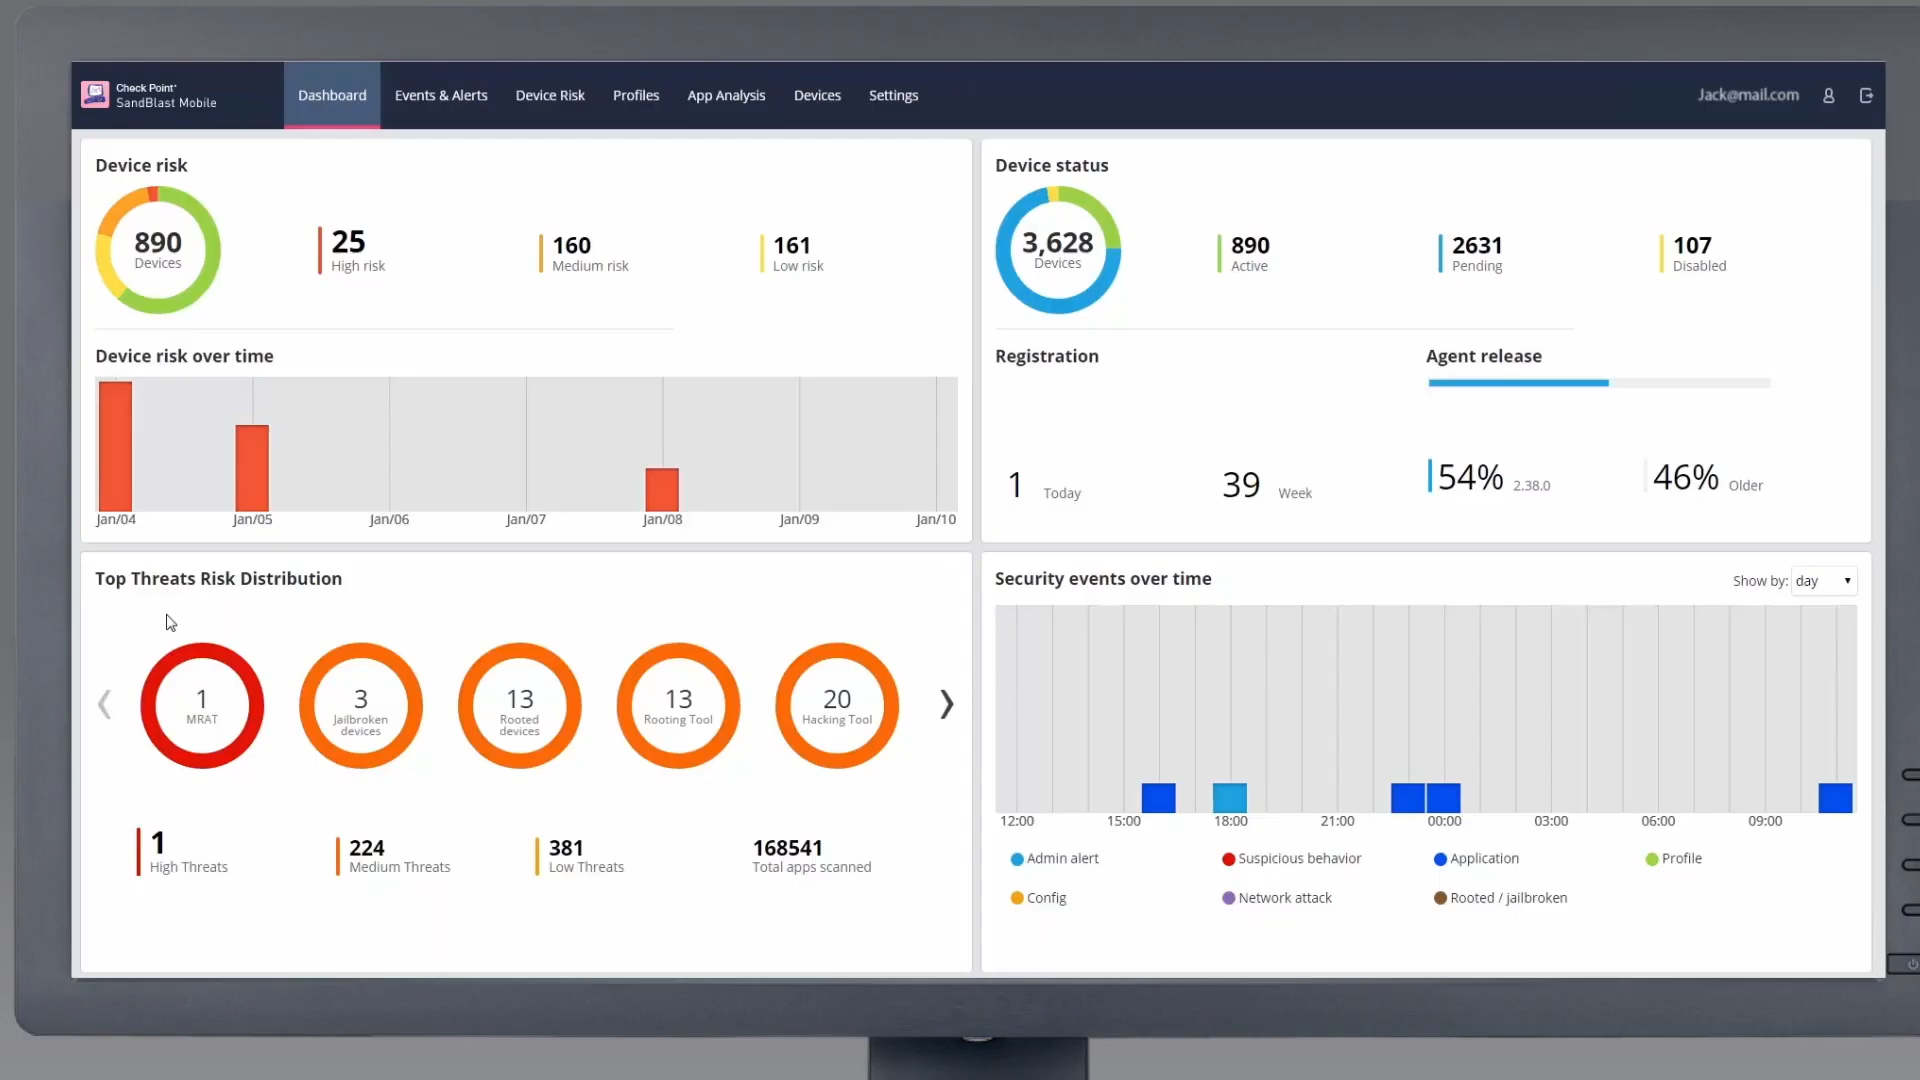 Check Point
SandBlast Mobile
Dashboard
Events & Alerts
Device Risk
Profiles
App Analysis
Devices
Settings
Jack@mail.com
Device risk
890
Devices
25
High risk
160
Medium risk
161
Low risk
Device risk over time
Jan/04
Jan/05
Jan/06
Jan/07
Jan/08
Jan/09
Jan/10
Device status
3,628
Devices
890
Active
2631
Pending
107
Disabled
Registration
1 Today
39 Week
Agent release
54% 2.38.0
46% Older
Top Threats Risk Distribution
1
MRAT
3
Jailbroken
devices
13
Rooted
devices
13
Rooting Tool
20
Hacking Tool
1
High Threats
224
Medium Threats
381
Low Threats
168541
Total apps scanned
Security events over time
Show by: day
12:00
15:00
18:00
21:00
00:00
03:00
06:00
09:00
Admin alert
Suspicious behavior
Application
Profile
Config
Network attack
Rooted / jailbroken